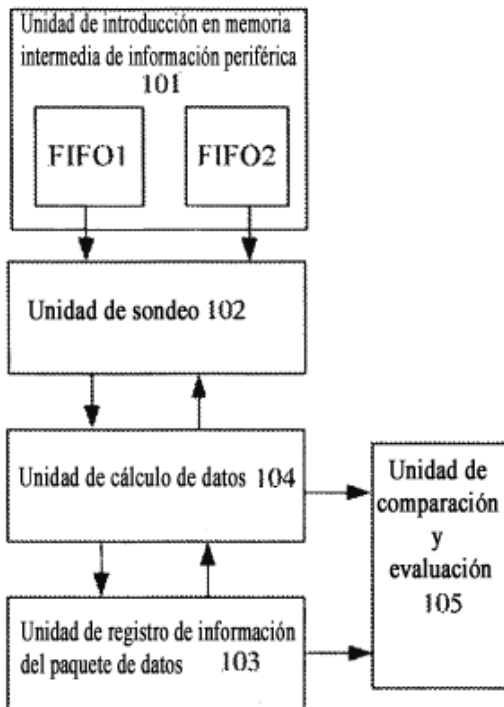 Unidad de introducción en memoria
intermedia de información periférica
101
FIFO1
FIFO2
Unidad de sondeo 102
Unidad de cálculo de datos 104
Unidad de
comparación
y
evaluación
105
Unidad de registro de información
del paquete de datos 103